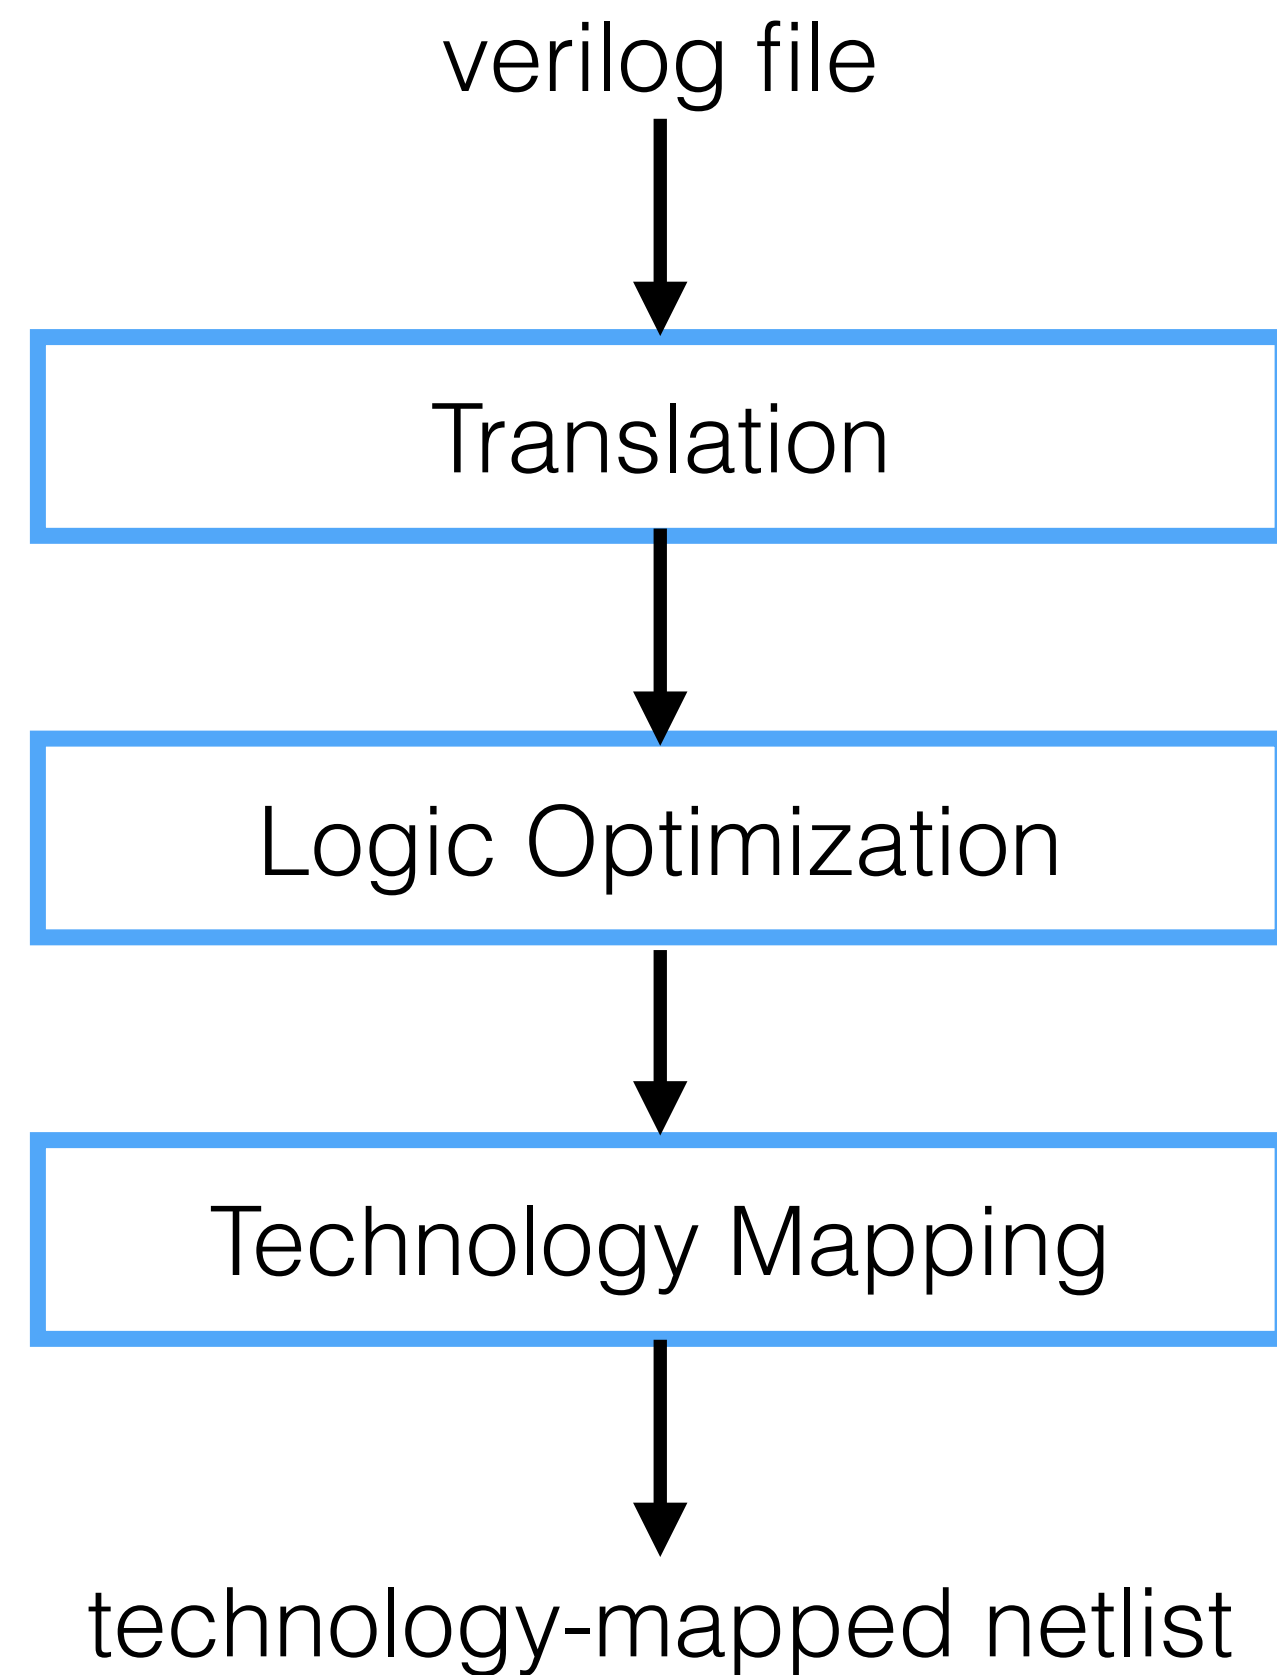 verilog file
Translation
Logic Optimization
Technology Mapping
technology-mapped netlist